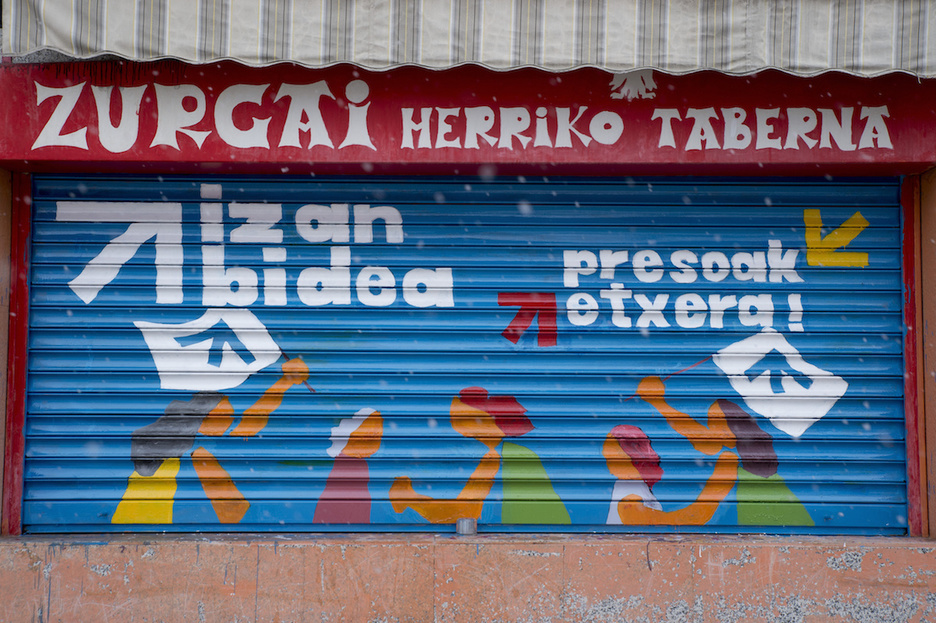 ZURGAi HERRiKO TABERNA
izan
bidea
presoak
etxera!